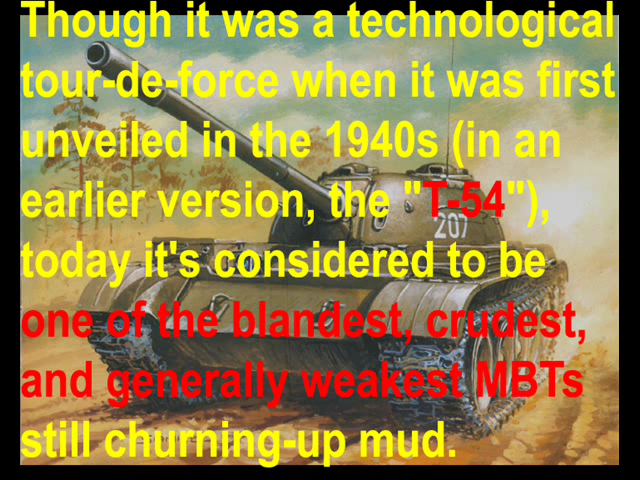 Though it was a technological
tour-de-force when it was first
unveiled in the 1940s (in an
earlier version, the "T-54"),
207
today it's considered to be
one of the blandest, crudest,
and generally weakest MBTs
still churning-up mud.